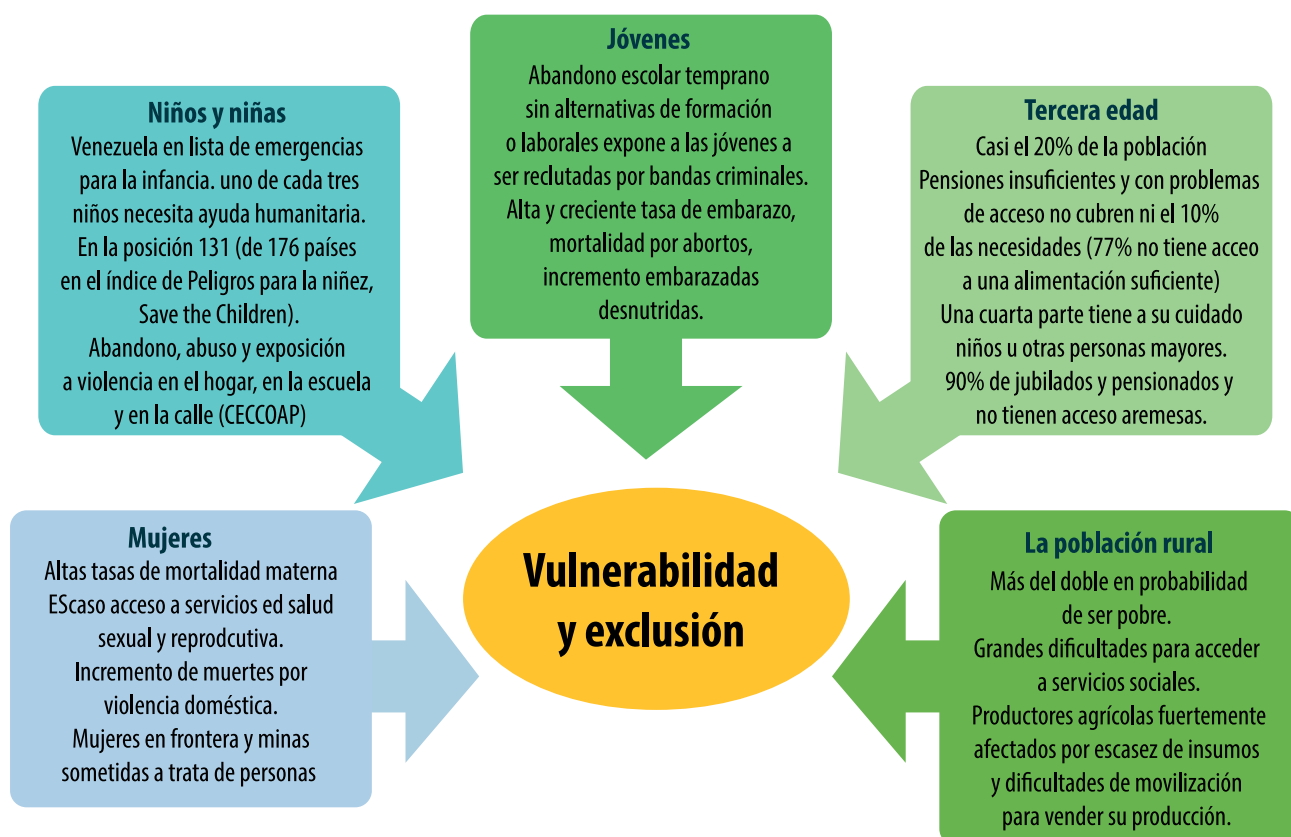 Jóvenes
Abandono escolar temprano
sin alternativas de formación
o laborales expone a las jóvenes a
ser reclutadas por bandas criminales.
Alta y creciente tasa de embarazo,
mortalidad por abortos,
incremento embarazadas
desnutridas.
Niños y niñas
Venezuela en lista de emergencias
para la infancia. uno de cada tres
niños necesita ayuda humanitaria.
En la posición 131 (de 176 países
en el índice de Peligros para la niñez,
Save the Children).
Abandono, abuso y exposición
a violencia en el hogar, en la escuela
y en la calle (CECCOAP)
Tercera edad
Casi el 20% de la población
Pensiones insuficientes y con problemas
de acceso no cubren ni el 10%
de las necesidades (77% no tiene acceo
a una alimentación suficiente)
Una cuarta parte tiene a su cuidado
niños u otras personas mayores.
90% de jubilados y pensionados y
no tienen acceso aremesas.
Mujeres
Altas tasas de mortalidad materna
EScaso acceso a servicios ed salud
sexual y reprodcutiva.
Incremento de muertes por
violencia doméstica.
Mujeres en frontera y minas
sometidas a trata de personas
Vulnerabilidad
y exclusión
La población rural
Más del doble en probabilidad
de ser pobre.
Grandes dificultades para acceder
a servicios sociales.
Productores agrícolas fuertemente
afectados por escasez de insumos
y dificultades de movilización
para vender su producción.